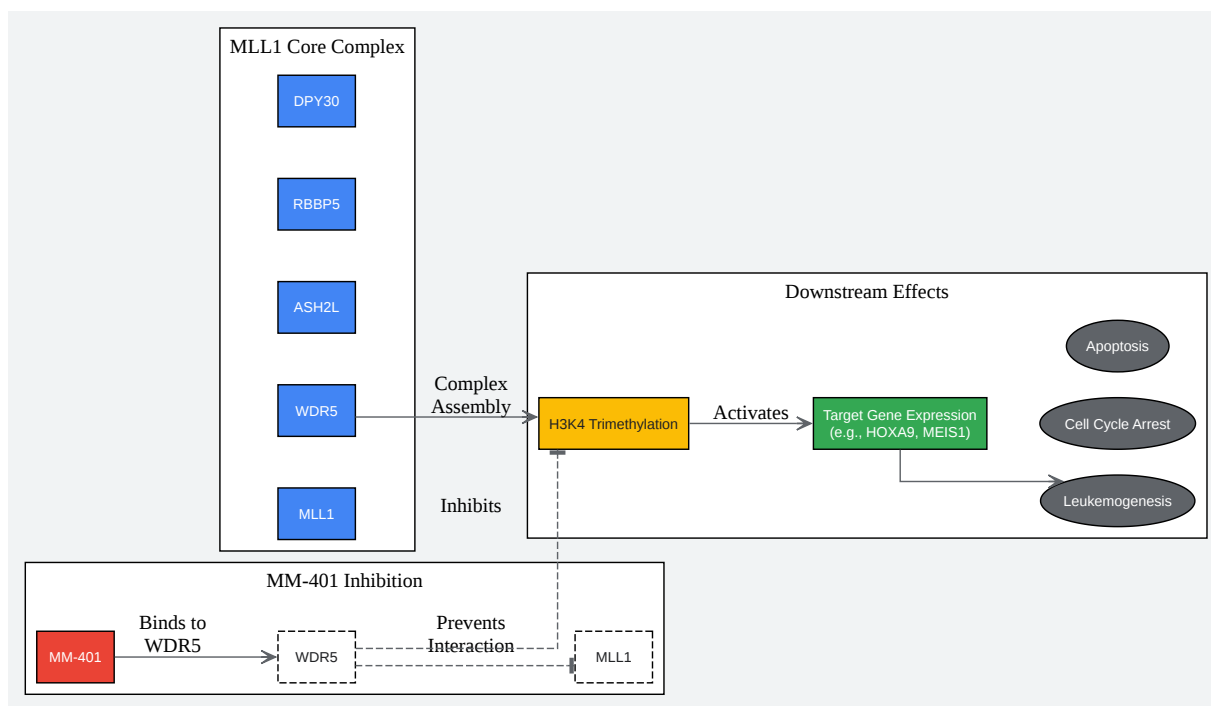 MLL1 Core Complex
DPY30
RBBP5
ASH2L
WDR5
MLL1
Complex
Assembly
Inhibits
Downstream Effects
H3K4 Trimethylation
Activates
Target Gene Expression
(e.g., HOXA9, MEIS1)
Apoptosis
Cell Cycle Arrest
Leukemogenesis
MM-401 Inhibition
MM-401
Binds to
WDR5
WDR5
Prevents
Interaction
MLL1